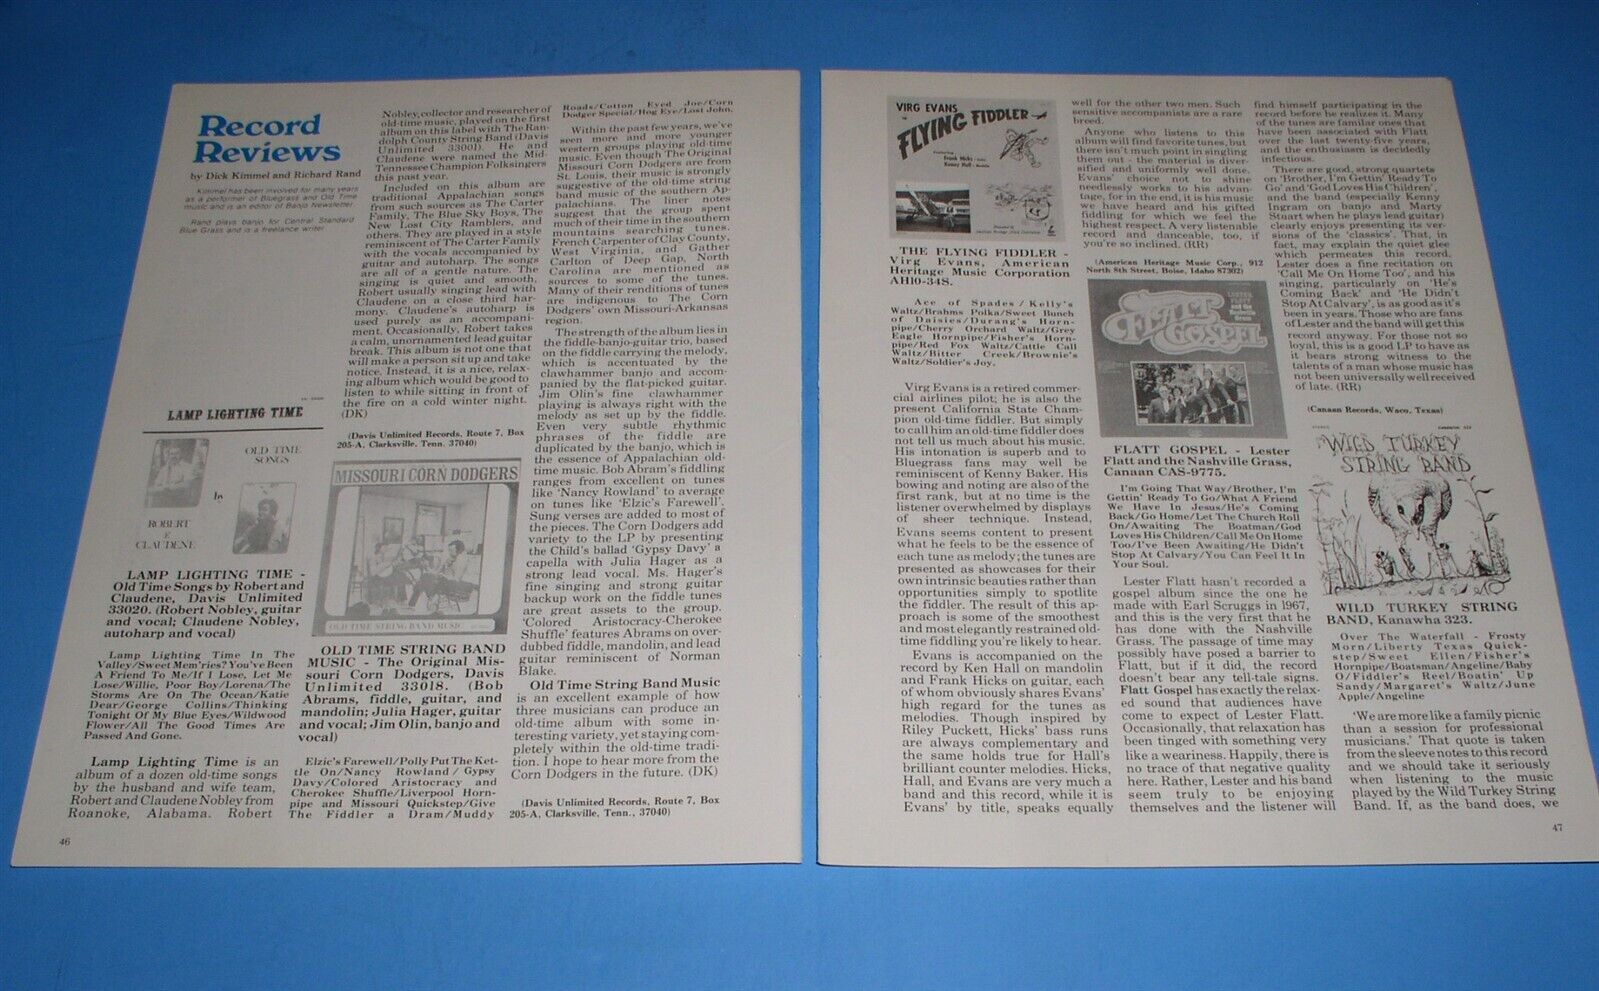 Record
Reviews
by Dick Kimmel and Richard Rand
Kimmel has been involved for many years
as a performer of Bluegrass and Old Time
music and is an editor of Banjo Newsletter.
Rand plays banjo for Central Standard
Blue Grass and is a freelance writer.
LAMP LIGHTING TIME
OLD TIME
SONGS
by
ROBERT
&
CLAUDENE
LAMP LIGHTING TIME -
Old Time Songs by Robert and
Claudene, Davis Unlimited
33020. (Robert Nobley, guitar
and vocal; Claudene Nobley,
autoharp and vocal)
Lamp Lighting Time In The
Valley/Sweet Mem'ries? You've Been
A Friend To Me/If I Lose, Let Me
Lose/Willie, Poor Boy/Lorena/The
Storms Are On The Ocean/Katie
Dear/George Collins/Thinking
Tonight Of My Blue Eyes/Wildwood
Flower/All The Good Times Are
Passed And Gone.
Lamp Lighting Time is an
album of a dozen old-time songs
by the husband and wife team,
Robert and Claudene Nobley from
Roanoke, Alabama. Robert
46
Nobley, collector and researcher of
old-time music, played on the first
album on this label with The Ran-
dolph County String Band (Davis
Unlimited 33001). He and
Claudene were named the Mid-
Tennessee Champion Folksingers
this past year.
Included on this album are
traditional Appalachian songs
from such sources as The Carter
Family, The Blue Sky Boys, The
New Lost City Ramblers, and
others. They are played in a style
reminiscent of The Carter Family
with the vocals accompanied by
guitar and autoharp. The songs
are all of a gentle nature. The
singing is quiet and smooth,
Robert usually singing lead with
Claudene on a close third har-
mony. Claudene's autoharp is
used purely as an accompani-
ment. Occasionally, Robert takes
a calm, unornamented lead guitar
break. This album is not one that
will make a person sit up and take
notice. Instead, it is a nice, relax-
ing album which would be good to
listen to while sitting in front of
the fire on a cold winter night.
(DK)
(Davis Unlimited Records, Route 7, Box
205-A, Clarksville, Tenn. 37040)
MISSOURI CORN DODGERS
OLD TIME STRING BAND MUSIC
OLD TIME STRING BAND
MUSIC - The Original Mis-
souri Corn Dodgers, Davis
Unlimited 33018. (Bob
Abrams, fiddle, guitar, and
mandolin; Julia Hager, guitar
and vocal; Jim Olin, banjo and
vocal)
Elzic's Farewell/Polly Put The Ket-
tle On/Nancy Rowland / Gypsy
Davy/Colored Aristocracy and
Cherokee Shuffle/Liverpool Horn-
pipe and Missouri Quickstep/Give
The Fiddler a Dram/Muddy
Roads/Cotton Eyed Joe/Corn
Dodger Special/Hog Eye/Lost John.
Within the past few years, we've
seen more and more younger
western groups playing old-time
music. Even though The Original
Missouri Corn Dodgers are from
St. Louis, their music is strongly
suggestive of the old-time string
band music of the southern Ap-
palachians. The liner notes
suggest that the group spent
much of their time in the southern
mountains searching tunes.
French Carpenter of Clay County,
West Virginia, and Gather
Carlton of Deep Gap, North
Carolina are mentioned as
sources to some of the tunes.
Many of their renditions of tunes
are indigenous to The Corn
Dodgers' own Missouri-Arkansas
region.
The strength of the album lies in
the fiddle-banjo-guitar trio, based
on the fiddle carrying the melody,
which is accentuated by the
clawhammer banjo and accom-
panied by the flat-picked guitar.
Jim Olin's fine clawhammer
playing is always right with the
melody as set up by the fiddle.
Even very subtle rhythmic
phrases of the fiddle are
duplicated by the banjo, which is
the essence of Appalachian old-
time music. Bob Abram's fiddling
ranges from excellent on tunes
like 'Nancy Rowland' to average
on tunes like 'Elzic's Farewell'.
Sung verses are added to most of
the pieces. The Corn Dodgers add
variety to the LP by presenting
the Child's ballad 'Gypsy Davy' a
capella with Julia Hager as a
strong lead vocal. Ms. Hager's
fine singing and strong guitar
backup work on the fiddle tunes
are great assets to the group.
'Colored Aristocracy-Cherokee
Shuffle' features Abrams on over-
dubbed fiddle, mandolin, and lead
guitar reminiscent of Norman
Blake.
Old Time String Band Music
is an excellent example of how
three musicians can produce an
old-time album with some in-
teresting variety, yet staying com-
pletely within the old-time tradi-
tion. I hope to hear more from the
Corn Dodgers in the future. (DK)
(Davis Unlimited Records, Route 7, Box
205-A, Clarksville, Tenn., 37040)
VIRG EVANS
FLYING FIDDLER
Frank Hicks
Kenny Hall
THE FLYING FIDDLER -
Virg Evans, American
Heritage Music Corporation
AH10-34S.
Ace of Spades / Kelly's
Waltz/Brahms Polka/Sweet Bunch
of Daisies/Durang's Horn-
pipe/Cherry Orchard Waltz/Grey
Eagle Hornpipe/Fisher's Horn-
pipe/Red Fox Waltz/Cattle Call
Waltz/Bitter Creek/Brownie's
Waltz/Soldier's Joy.
Virg Evans is a retired commer-
cial airlines pilot; he is also the
present California State Cham-
pion old-time fiddler. But simply
to call him an old-time fiddler does
not tell us much about his music.
His intonation is superb and to
Bluegrass fans may well be
reminiscent of Kenny Baker. His
bowing and noting are also of the
first rank, but at no time is the
listener overwhelmed by displays
of sheer technique. Instead,
Evans seems content to present
what he feels to be the essence of
each tune as melody; the tunes are
presented as showcases for their
own intrinsic beauties rather than
opportunities simply to spotlite
the fiddler. The result of this ap-
proach is some of the smoothest
and most elegantly restrained old-
time fiddling you're likely to hear.
Evans is accompanied on the
record by Ken Hall on mandolin
and Frank Hicks on guitar, each
of whom obviously shares Evans'
high regard for the tunes as
melodies. Though inspired by
Riley Puckett, Hicks' bass runs
are always complementary and
the same holds true for Hall's
brilliant counter melodies. Hicks,
Hall, and Evans are very much a
band and this record, while it is
Evans' by title, speaks equally
well for the other two men. Such
sensitive accompanists are a rare
breed.
Anyone who listens to this
album will find favorite tunes, but
there isn't much point in singling
them out - the material is diver-
sified and uniformly well done.
Evans' choice not to shine
needlessly works to his advan-
tage, for in the end, it is his music
we have heard and his gifted
fiddling for which we feel the
highest respect. A very listenable
record and danceable, too, if
you're so inclined. (RR)
(American Heritage Music Corp., 912
North 8th Street, Boise, Idaho 87302)
FLATT GOSPEL
LESTER
FLATT
FLATT GOSPEL - Lester
Flatt and the Nashville Grass,
Canaan CAS-9775.
I'm Going That Way/Brother, I'm
Gettin' Ready To Go/What A Friend
We Have In Jesus/He's Coming
Back/Go Home/Let The Church Roll
On/Awaiting The Boatman/God
Loves His Children/Call Me On Home
Too/I've Been Awaiting/He Didn't
Stop At Calvary/You Can Feel It In
Your Soul.
Lester Flatt hasn't recorded a
gospel album since the one he
made with Earl Scruggs in 1967,
and this is the very first that he
has done with the Nashville
Grass. The passage of time may
possibly have posed a barrier to
Flatt, but if it did, the record
doesn't bear any tell-tale signs.
Flatt Gospel has exactly the relax-
ed sound that audiences have
come to expect of Lester Flatt.
Occasionally, that relaxation has
been tinged with something very
like a weariness. Happily, there is
no trace of that negative quality
here. Rather, Lester and his band
seem truly to be enjoying
themselves and the listener will
find himself participating in the
record before he realizes it. Many
of the tunes are familar ones that
have been associated with Flatt
over the last twenty-five years,
and the enthusiasm is decidedly
infectious.
There are good, strong quartets
on 'Brother, I'm Gettin' Ready To
Go' and 'God Loves His Children',
and the band (especially Kenny
Ingram on banjo and Marty
Stuart when he plays lead guitar)
clearly enjoys presenting its ver-
sions of the 'classics'. That, in
fact, may explain the quiet glee
which permeates this record.
Lester does a fine recitation on
'Call Me On Home Too', and his
singing, particularly on 'He's
Coming Back' and 'He Didn't
Stop At Calvary', is as good as it's
been in years. Those who are fans
of Lester and the band will get this
record anyway. For those not so
loyal, this is a good LP to have as
it bears strong witness to the
talents of a man whose music has
not been universally well received
of late. (RR)
(Canaan Records, Waco, Texas)
WILD TURKEY
STRING BAND
WILD TURKEY STRING
BAND, Kanawha 323.
Over The Waterfall - Frosty
Morn/Liberty Texas Quick-
step/Sweet Ellen/Fisher's
Hornpipe/Boatsman/Angeline/Baby
O/Fiddler's Reel/Boatin' Up
Sandy/Margaret's Waltz/June
Apple/Angeline
'We are more like a family picnic
than a session for professional
musicians.' That quote is taken
from the sleeve notes to this record
and we should take it seriously
when listening to the music
played by the Wild Turkey String
Band. If, as the band does, we
47